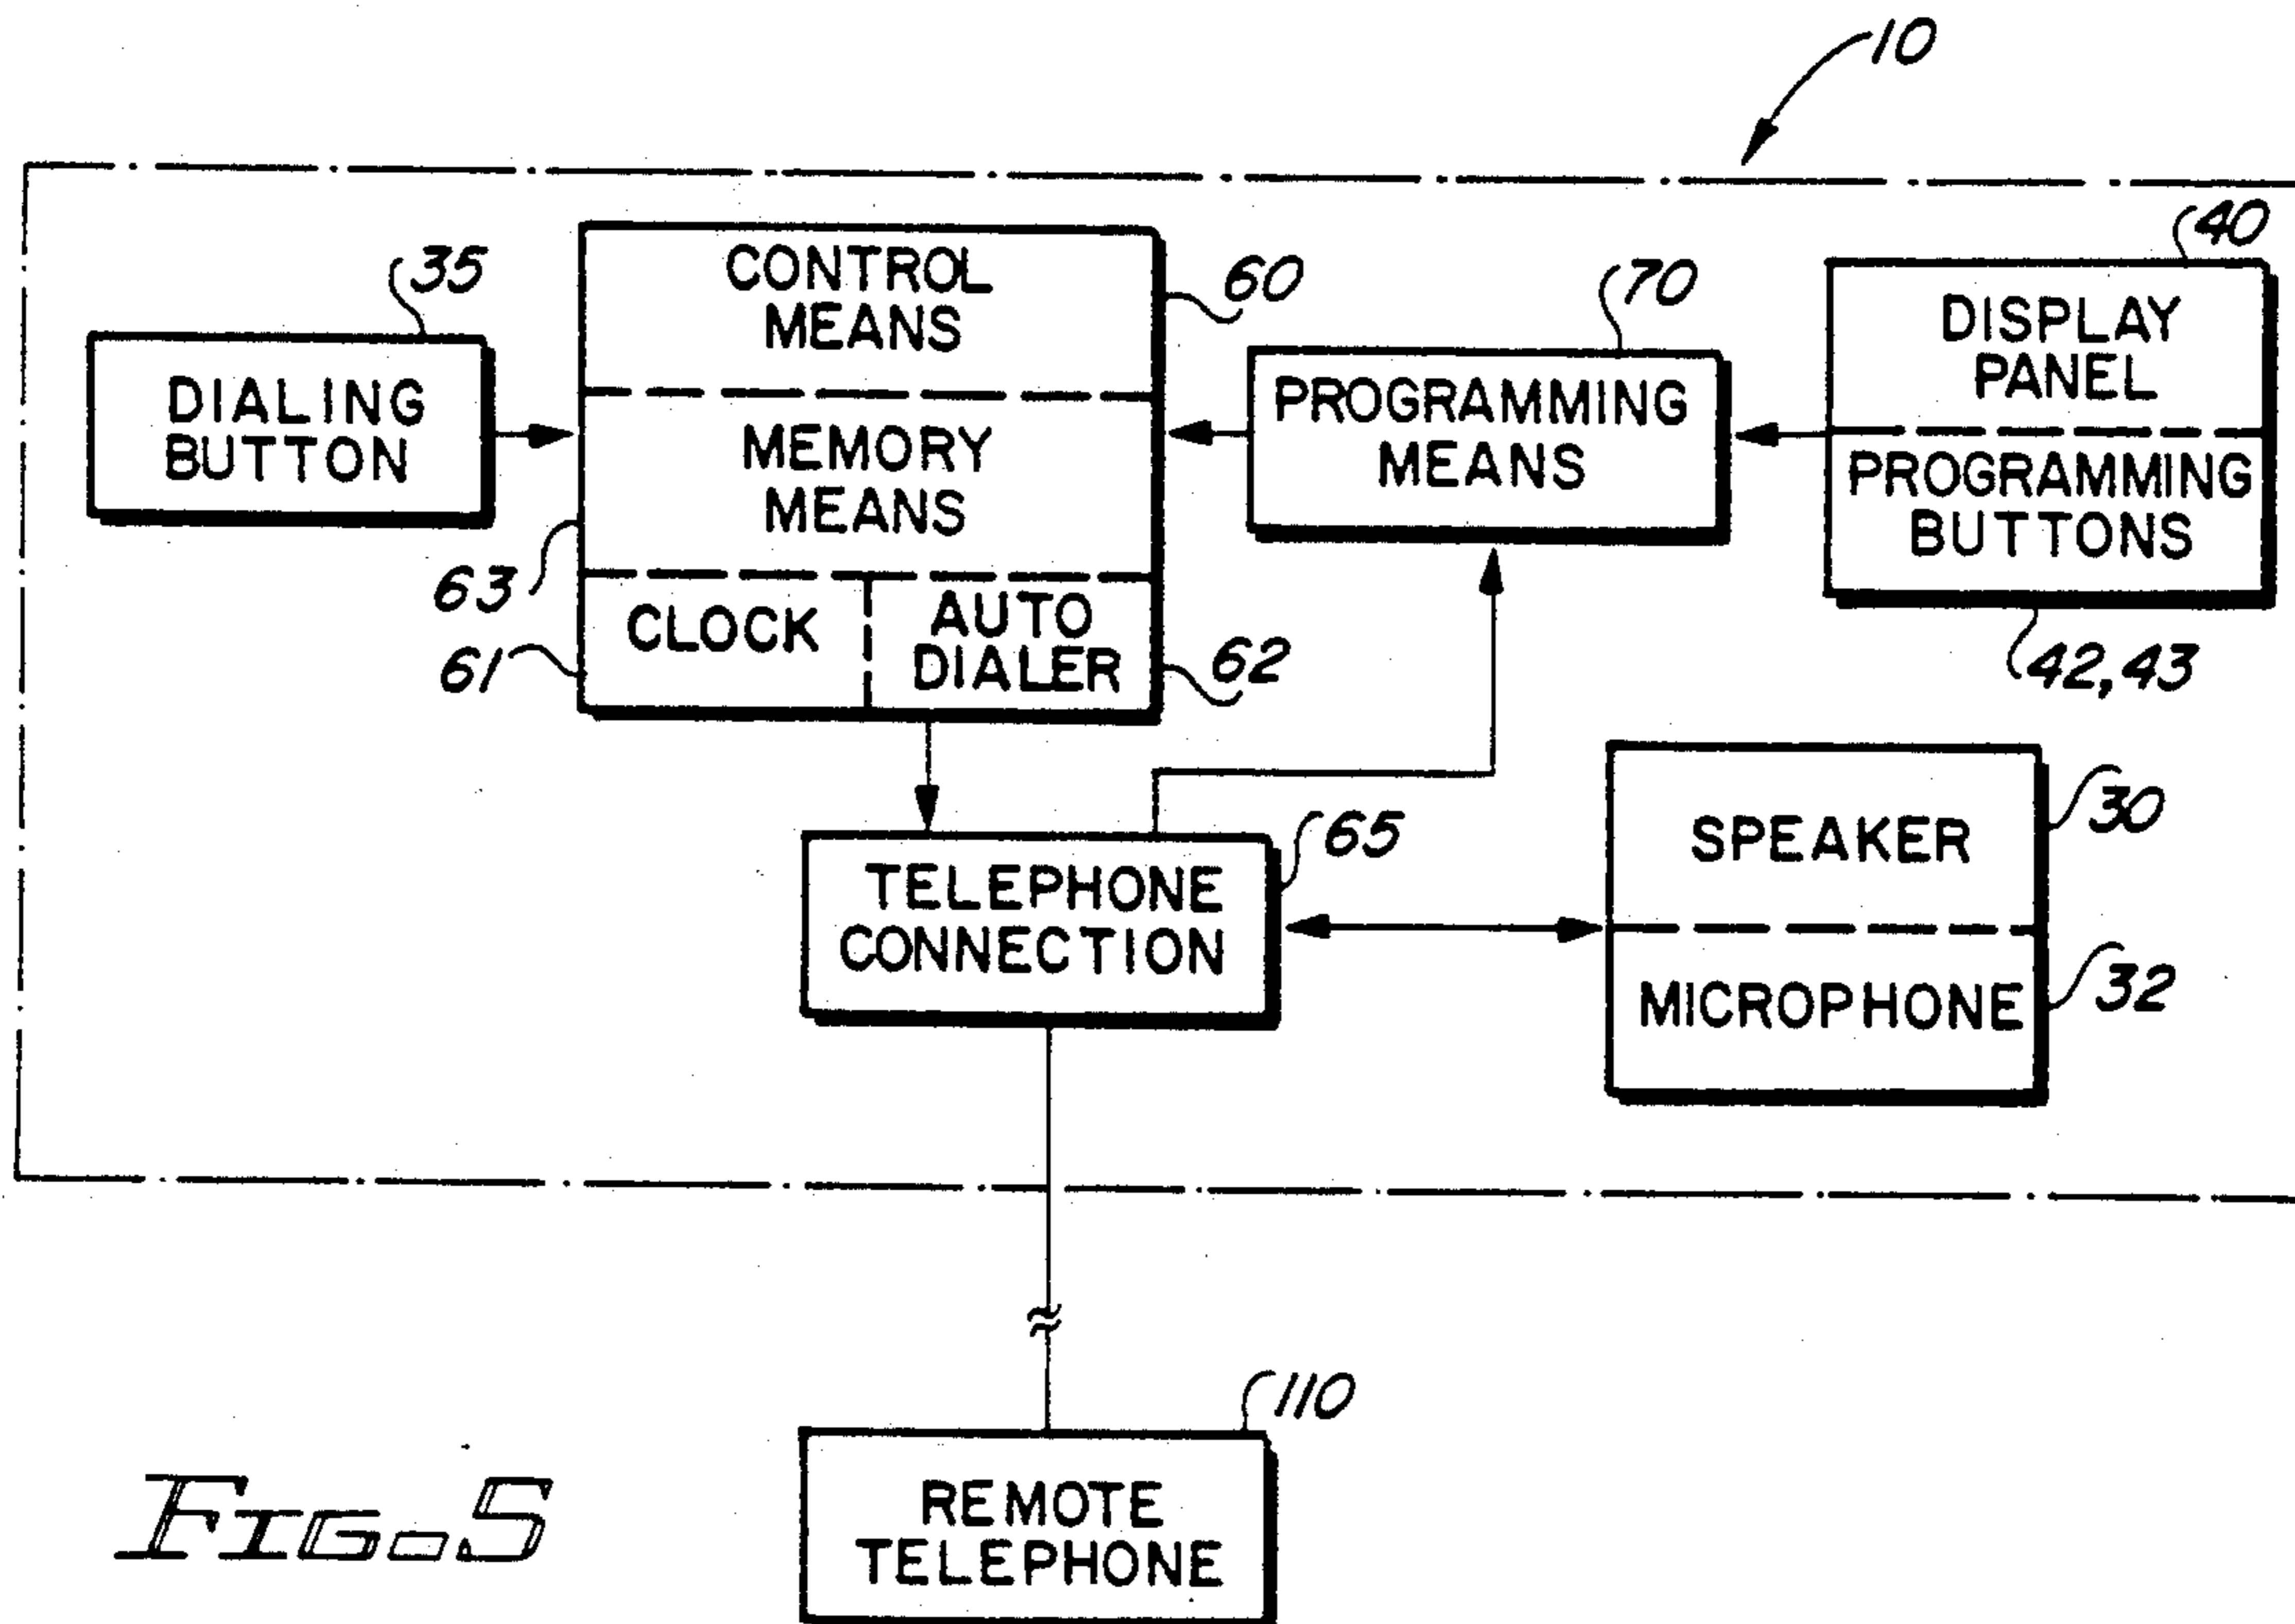 10
35
DIALING
BUTTON
CONTROL
MEANS
60
MEMORY
MEANS
63
CLOCK
61
AUTO
DIALER
62
70
PROGRAMMING
MEANS
40
DISPLAY
PANEL
PROGRAMMING
BUTTONS
42,43
TELEPHONE
CONNECTION
65
SPEAKER
30
MICROPHONE
32
110
REMOTE
TELEPHONE
FIG.5